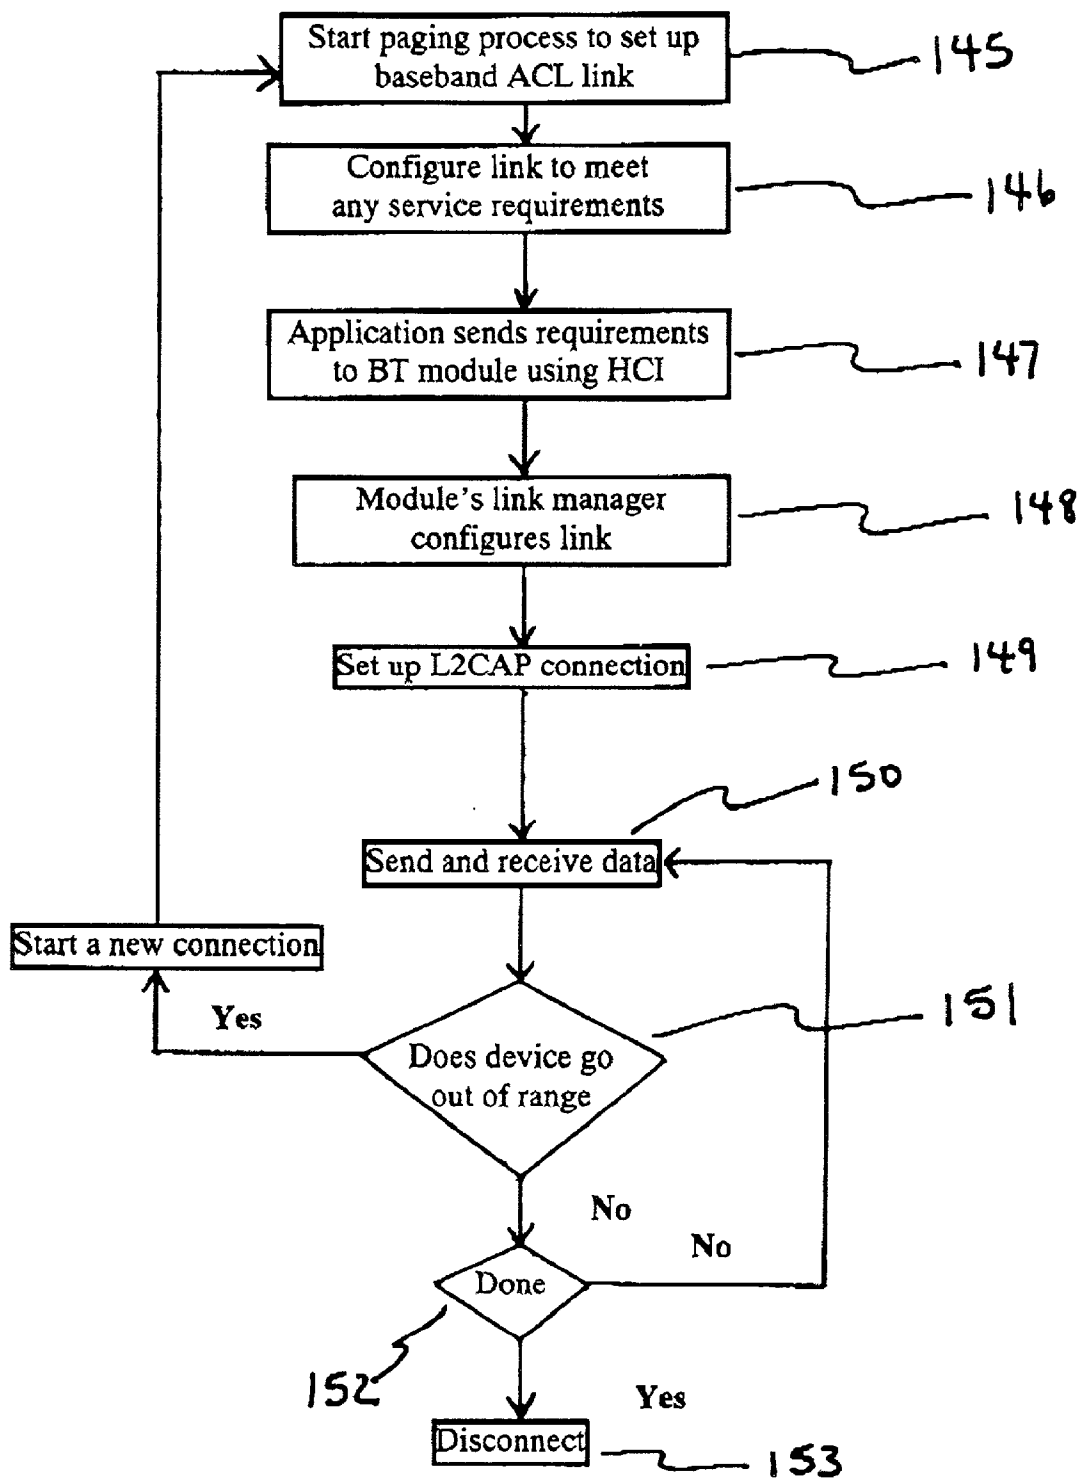 Start paging process to set up
baseband ACL link
145
Configure link to meet
any service requirements
146
Application sends requirements
to BT module using HCI
147
Module's link manager
configures link
148
Set up L2CAP connection
149
150
Send and receive data
Start a new connection
Yes
151
Does device go
out of range
No
No
Done
152
Yes
Disconnect
153